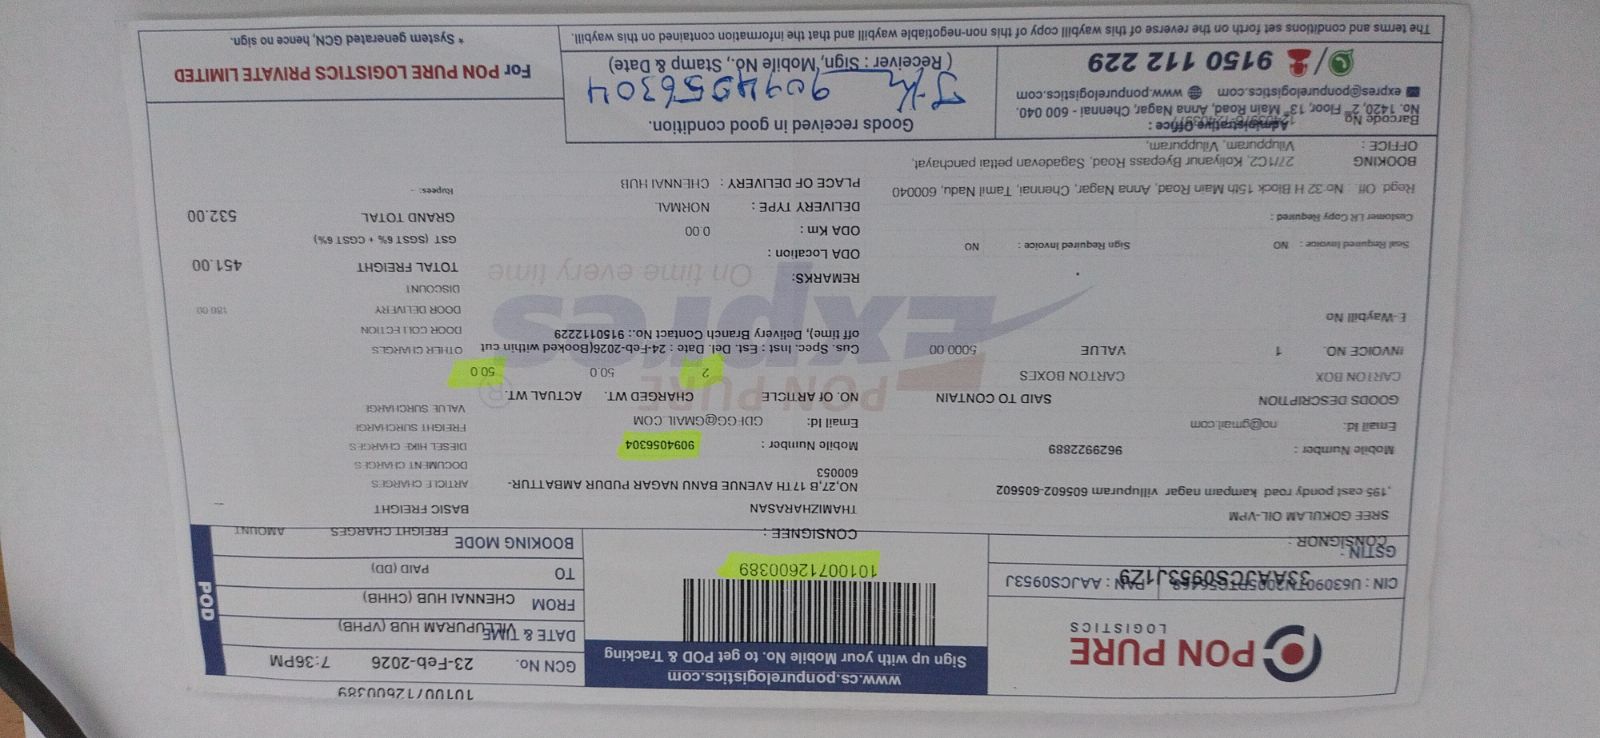 1010071260­0389
PON PURE
LOGISTICS
CIN : U63090TN2005PTC056468 PAN : AAJCS0953J
33AAJCS0953J1Z9
GSTIN :
www.cs.ponpurelogistics.com
Sign up with your Mobile No. to get POD & Tracking
10100712600389
GCN No. 23-Feb-2026 7:36PM
DATE & TIME
VILLUPURAM HUB (VPHB)
FROM CHENNAI HUB (CHHB)
TO PAID (DD)
BOOKING MODE
FREIGHT CHARGES AMOUNT
POD
CONSIGNOR :
SREE GOKULAM OIL-VPM
,195 east pondy road kampam nagar villupuram 605602-605602
Mobile Number : 9629922889
Email Id: no@gmail.com
CONSIGNEE :
THAMIZHARASAN
NO,27,B 17TH AVENUE BANU NAGAR PUDUR AMBATTUR-
600053
Mobile Number : 9094056304
Email Id: GDFGG@GMAIL.COM
GOODS DESCRIPTION SAID TO CONTAIN NO. Of ARTICLE CHARGED WT. ACTUAL WT.
CARTON BOX CARTON BOXES 2 50.0 50.0
INVOICE NO. 1 VALUE 5000.00
E-Waybill No
Cus. Spec. Inst : Est. Del. Date : 24-Feb-2026(Booked within cut
off time), Delivery Branch Contact No.: 9150112229
PON PURE
Expres
On time every time
REMARKS:
Seal Required Invoice : NO Sign Required Invoice : NO
Customer LR Copy Required :
ODA Location :
ODA Km : 0.00
DELIVERY TYPE : NORMAL
PLACE OF DELIVERY : CHENNAI HUB
BASIC FREIGHT
ARTICLE CHARGES
DOCUMENT CHARGES
DIESEL HIKE CHARGES
FREIGHT SURCHARGE
VALUE SURCHARGE
OTHER CHARGES
DOOR COLLECTION
DOOR DELIVERY
DISCOUNT
TOTAL FREIGHT 451.00
GST (SGST 6% + CGST 6%)
GRAND TOTAL 532.00
Rupees: -
Regd. Off. : No:32 H Block 15th Main Road, Anna Nagar, Chennai, Tamil Nadu, 600040
BOOKING 27/1C2, Koliyanur Byepass Road, Sagadevan pettai panchayat,
OFFICE : Viluppuram, Viluppuram,
Administrative Office :
Barcode No
No. 1420, 2nd Floor, 13th Main Road, Anna Nagar, Chennai - 600 040.
expres@ponpurelogistics.com www.ponpurelogistics.com
9150 112 229
Goods received in good condition.
9094056304
( Receiver : Sign, Mobile No., Stamp & Date)
For PON PURE LOGISTICS PRIVATE LIMITED
* System generated GCN, hence no sign.
The terms and conditions set forth on the reverse of this waybill copy of this non-negotiable waybill and that the information contained on this waybill.